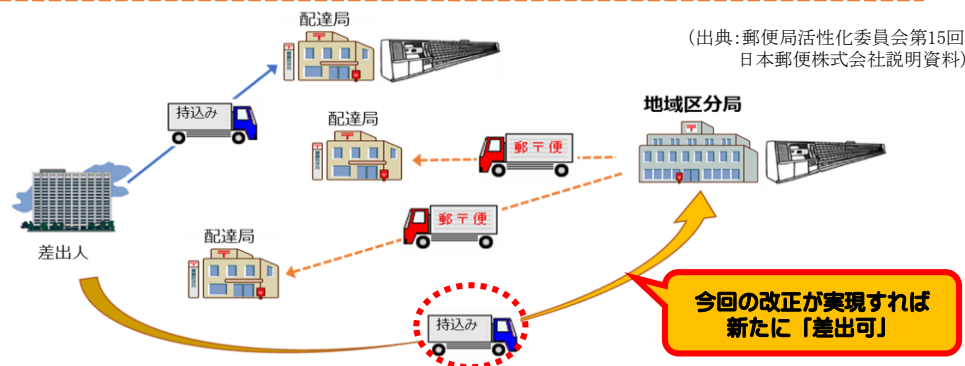 配達局
(出典:郵便局活性化委員会第15回
日本郵便株式会社説明資料)
持込み
地域区分局
配達局
郵〒便
差出人
郵〒便
配達局
今回の改正が実現すれば
新たに「差出可」
持込み